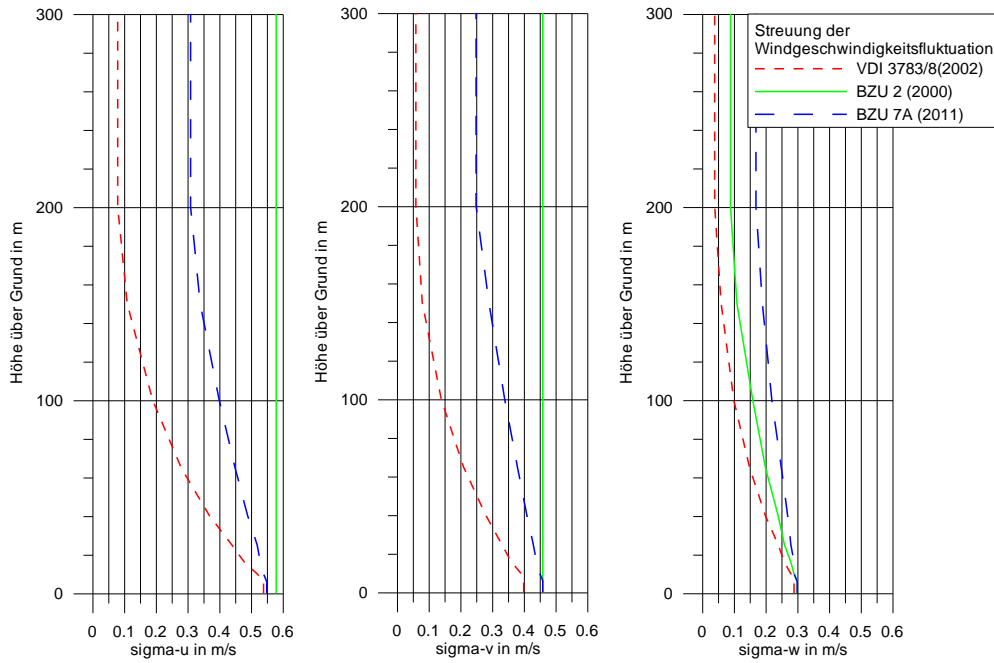 Streuung der
Windgeschwindigkeitsfluktuation
VDI 3783/8(2002)
BZU 2 (2000)
BZU 7A (2011)
Höhe über Grund in m
300
200
100
0
0 0.1 0.2 0.3 0.4 0.5 0.6
sigma-u in m/s
Höhe über Grund in m
300
200
100
0
0 0.1 0.2 0.3 0.4 0.5 0.6
sigma-v in m/s
Höhe über Grund in m
300
200
100
0
0 0.1 0.2 0.3 0.4 0.5 0.6
sigma-w in m/s